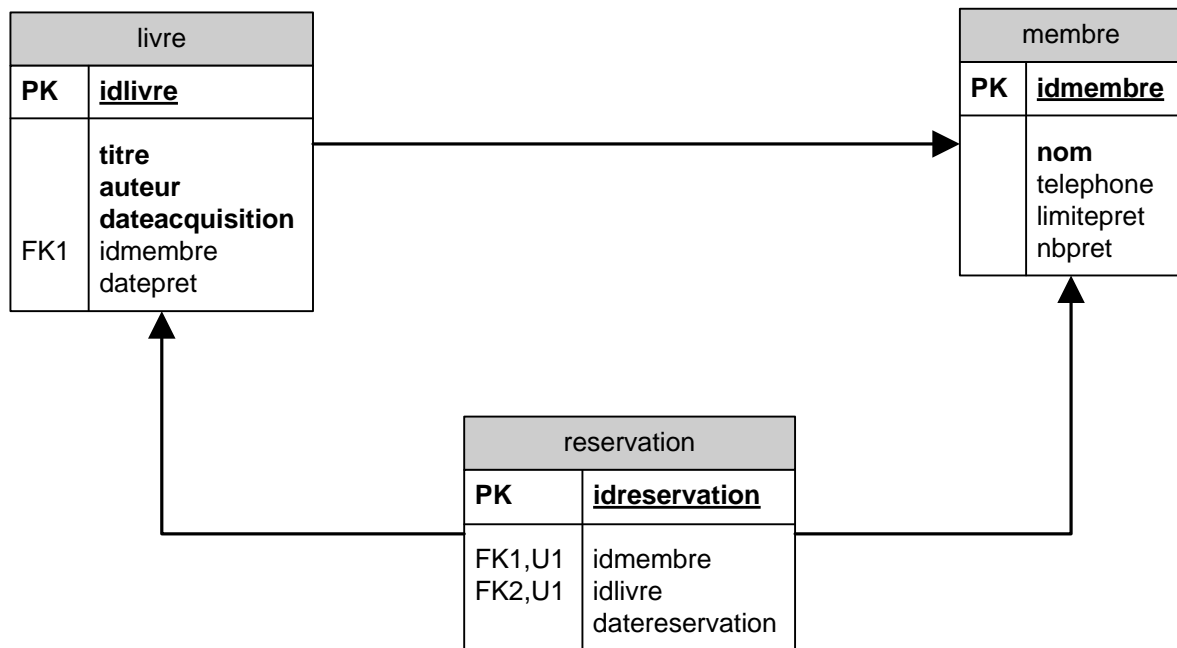 livre
PK idlivre
titre
auteur
dateacquisition
FK1 idmembre
datepret
membre
PK idmembre
nom
telephone
limitepret
nbpret
reservation
PK idreservation
FK1,U1 idmembre
FK2,U1 idlivre
datereservation